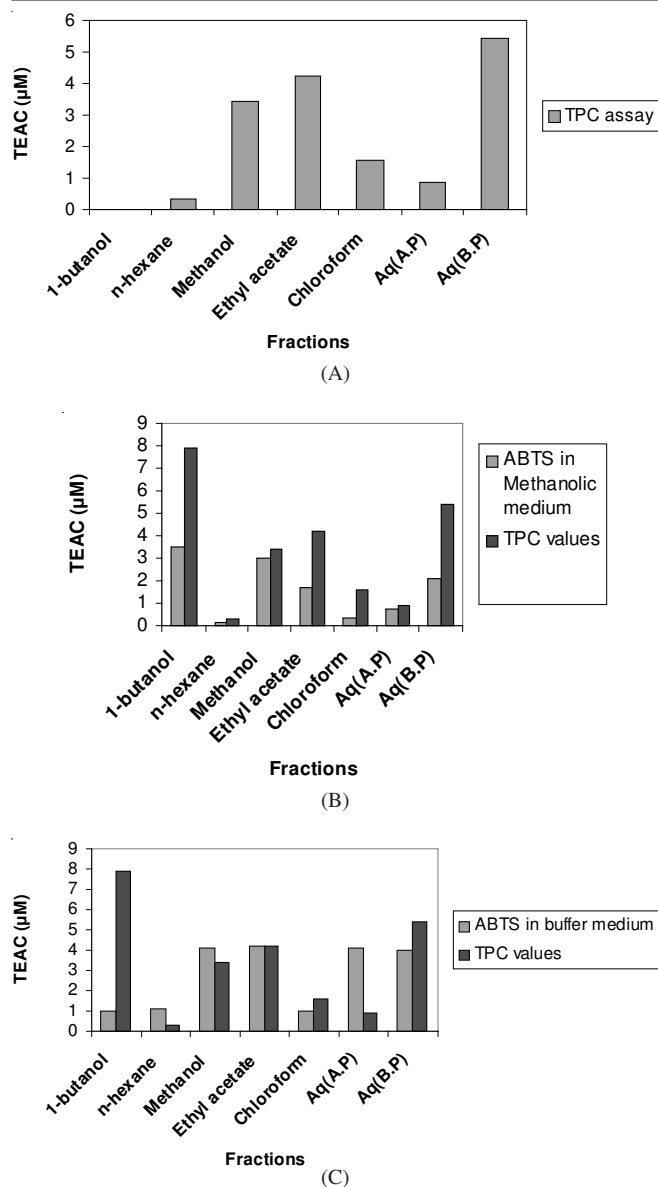 TEAC (µM)
6
5
4
3
2
1
0
1-butanol
n-hexane
Methanol
Ethyl acetate
Chloroform
Aq(A.P)
Aq(B.P)
Fractions
TPC assay
(A)
TEAC (µM)
9
8
7
6
5
4
3
2
1
0
1-butanol
n-hexane
Methanol
Ethyl acetate
Chloroform
Aq(A.P)
Aq(B.P)
Fractions
ABTS in
Methanolic
medium
TPC values
(B)
TEAC (µM)
9
8
7
6
5
4
3
2
1
0
1-butanol
n-hexane
Methanol
Ethyl acetate
Chloroform
Aq(A.P)
Aq(B.P)
Fractions
ABTS in buffer medium
TPC values
(C)